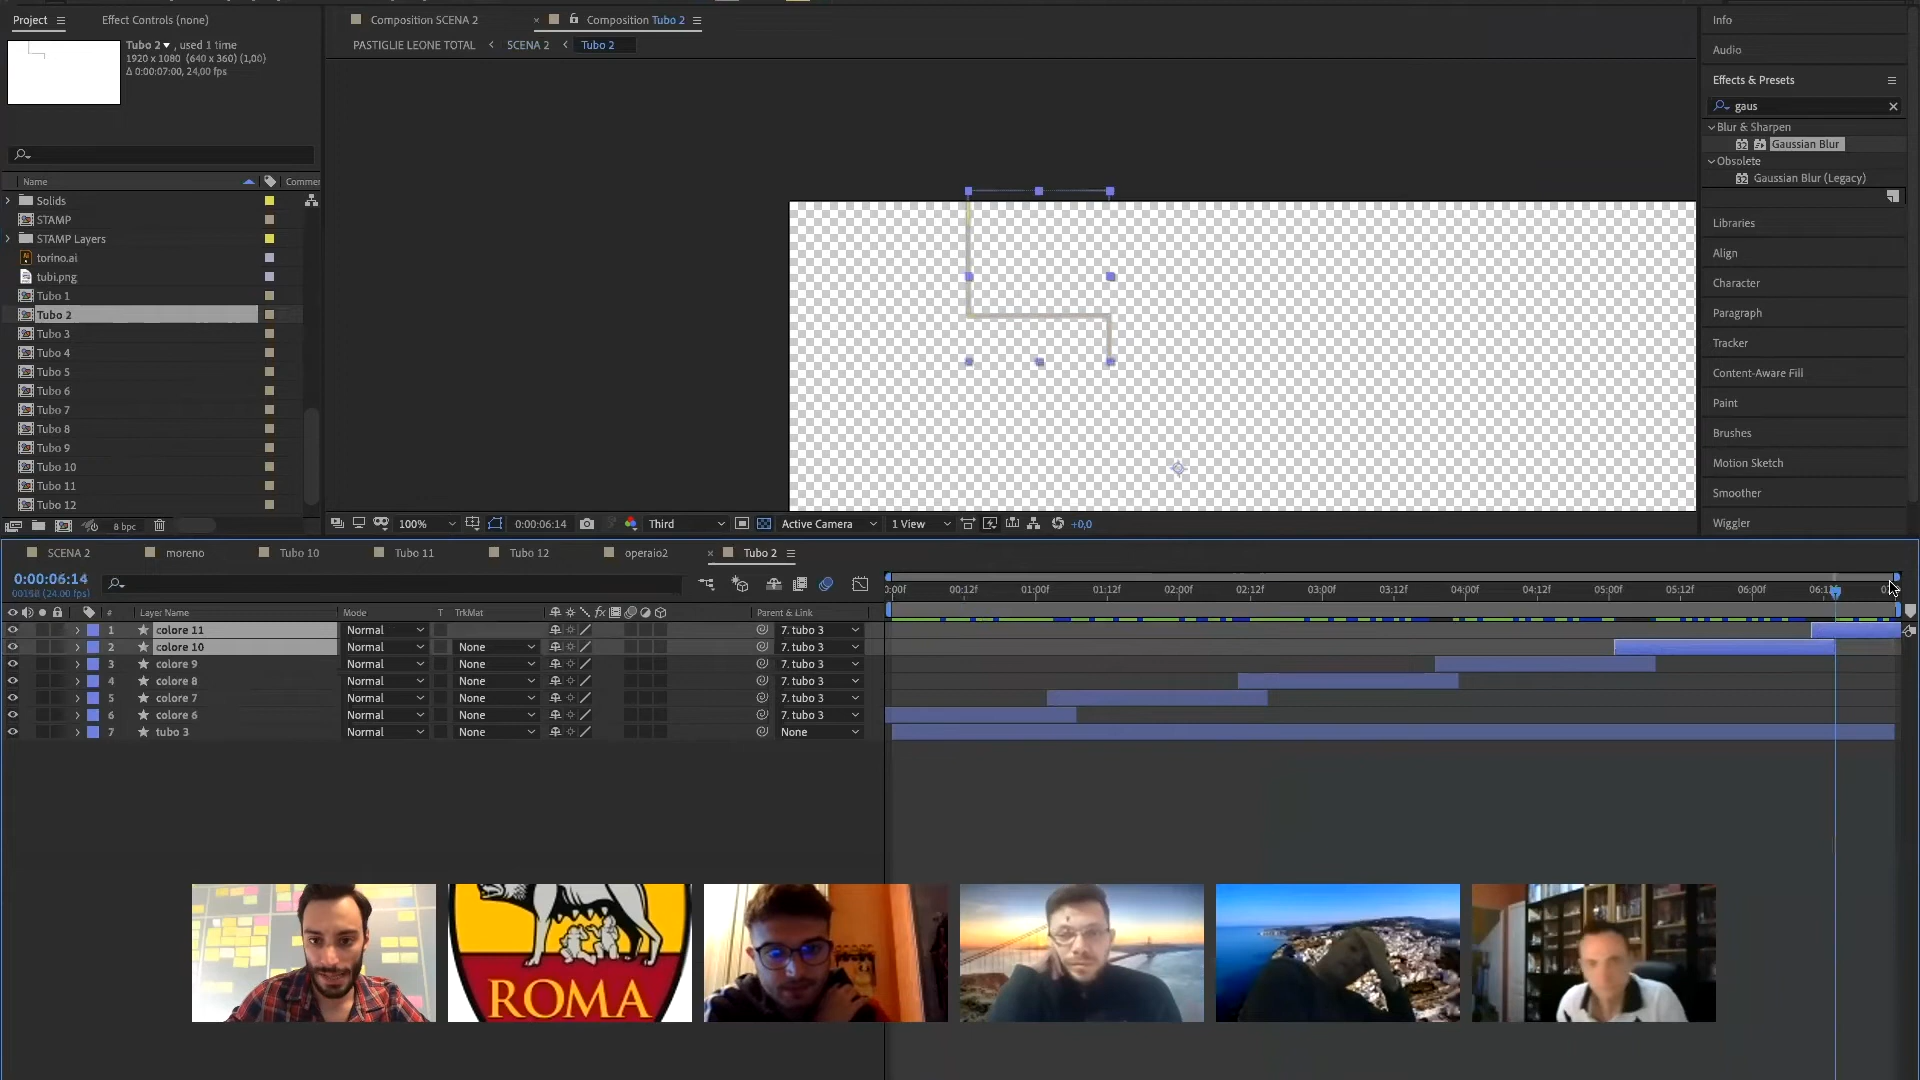 Project
Effect Controls (none)
Tubo 2 , used 1 time
1920 x 1080 (640 x 360) (1,00)
Δ 0:00:07:00, 24,00 fps
Name
Comme
Solids
STAMP
STAMP Layers
torino.ai
tubi.png
Tubo 1
Tubo 2
Tubo 3
Tubo 4
Tubo 5
Tubo 6
Tubo 7
Tubo 8
Tubo 9
Tubo 10
Tubo 11
Tubo 12
8 bpc
Composition SCENA 2
Composition Tubo 2
PASTIGLIE LEONE TOTAL
SCENA 2
Tubo 2
100%
0:00:06:14
Third
Active Camera
1 View
+0,0
Info
Audio
Effects & Presets
gaus
Blur & Sharpen
32 Gaussian Blur
Obsolete
32 Gaussian Blur (Legacy)
Libraries
Align
Character
Paragraph
Tracker
Content-Aware Fill
Paint
Brushes
Motion Sketch
Smoother
Wiggler
SCENA 2
moreno
Tubo 10
Tubo 11
Tubo 12
operaio2
Tubo 2
0:00:06:14
00158 (24.00 fps)
# Layer Name Mode T TrkMat fx Parent & Link
:00f 00:12f 01:00f 01:12f 02:00f 02:12f 03:00f 03:12f 04:00f 04:12f 05:00f 05:12f 06:00f
1 colore 11 Normal 7. tubo 3
2 colore 10 Normal None 7. tubo 3
3 colore 9 Normal None 7. tubo 3
4 colore 8 Normal None 7. tubo 3
5 colore 7 Normal None 7. tubo 3
6 colore 6 Normal None 7. tubo 3
7 tubo 3 Normal None None
ROMA